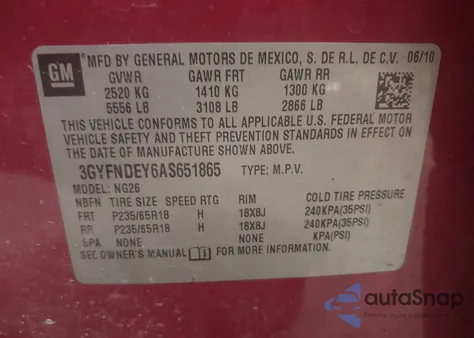 GM
MFD BY GENERAL MOTORS DE MEXICO, S. DE R.L. DE C.V. 06/10
GVWR GAWR FRT GAWR RR
2520 KG 1410 KG 1300 KG
5556 LB 3108 LB 2866 LB
THIS VEHICLE CONFORMS TO ALL APPLICABLE U.S. FEDERAL MOTOR
VEHICLE SAFETY AND THEFT PREVENTION STANDARDS IN EFFECT ON
THE DATE OF MANUFACTURE SHOWN ABOVE.
3GYFNDEY6AS651865 TYPE: M.P.V.
MODEL: NG26
NBFN TIRE SIZE SPEED RTG RIM COLD TIRE PRESSURE
FRT P235/65R18 H 18X8J 240KPA(35PSI)
RR P235/65R18 H 18X8J 240KPA(35PSI)
SPA NONE NONE KPA(PSI)
SEE OWNER'S MANUAL FOR MORE INFORMATION.
autoSnap